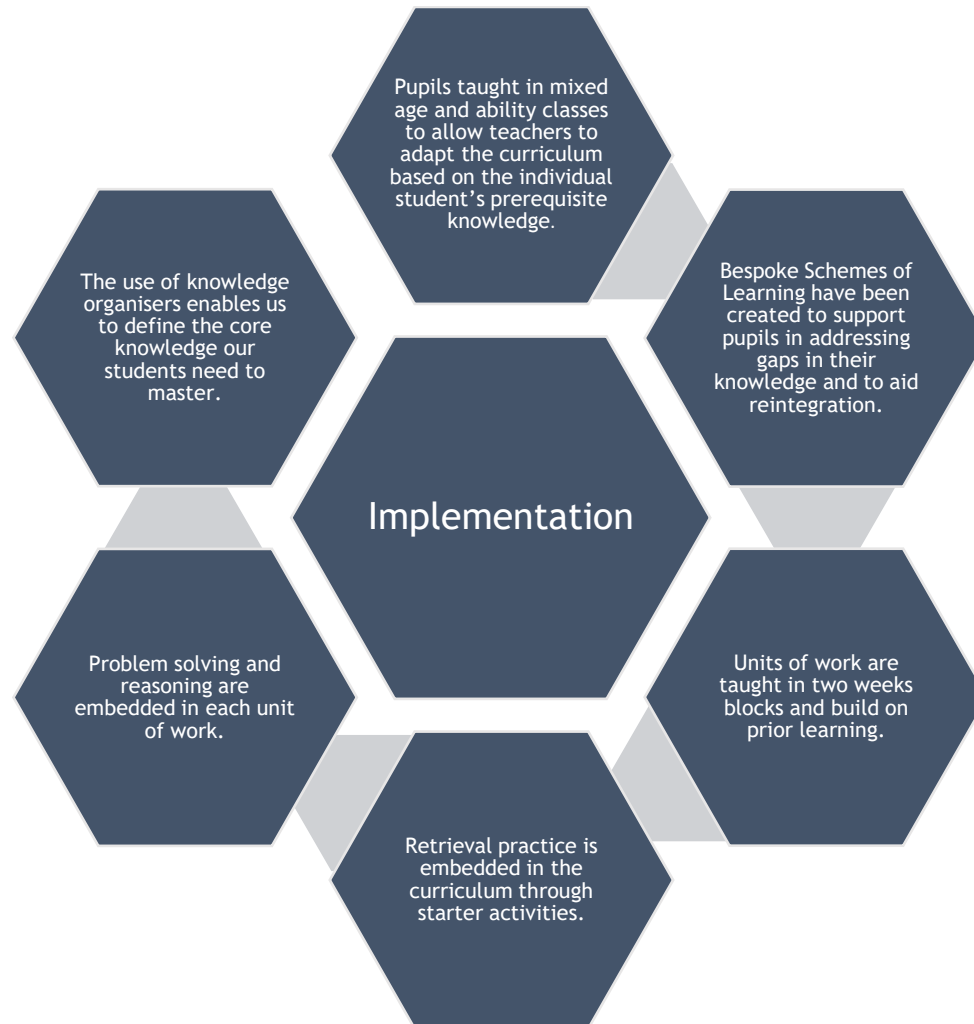 Pupils taught in mixed
age and ability classes
to allow teachers to
adapt the curriculum
based on the individual
student’s prerequisite
knowledge.
Bespoke Schemes of
Learning have been
created to support
pupils in addressing
gaps in their
knowledge and to aid
reintegration.
Units of work are
taught in two weeks
blocks and build on
prior learning.
Retrieval practice is
embedded in the
curriculum through
starter activities.
Problem solving and
reasoning are
embedded in each unit
of work.
The use of knowledge
organisers enables us
to define the core
knowledge our
students need to
master.
Implementation